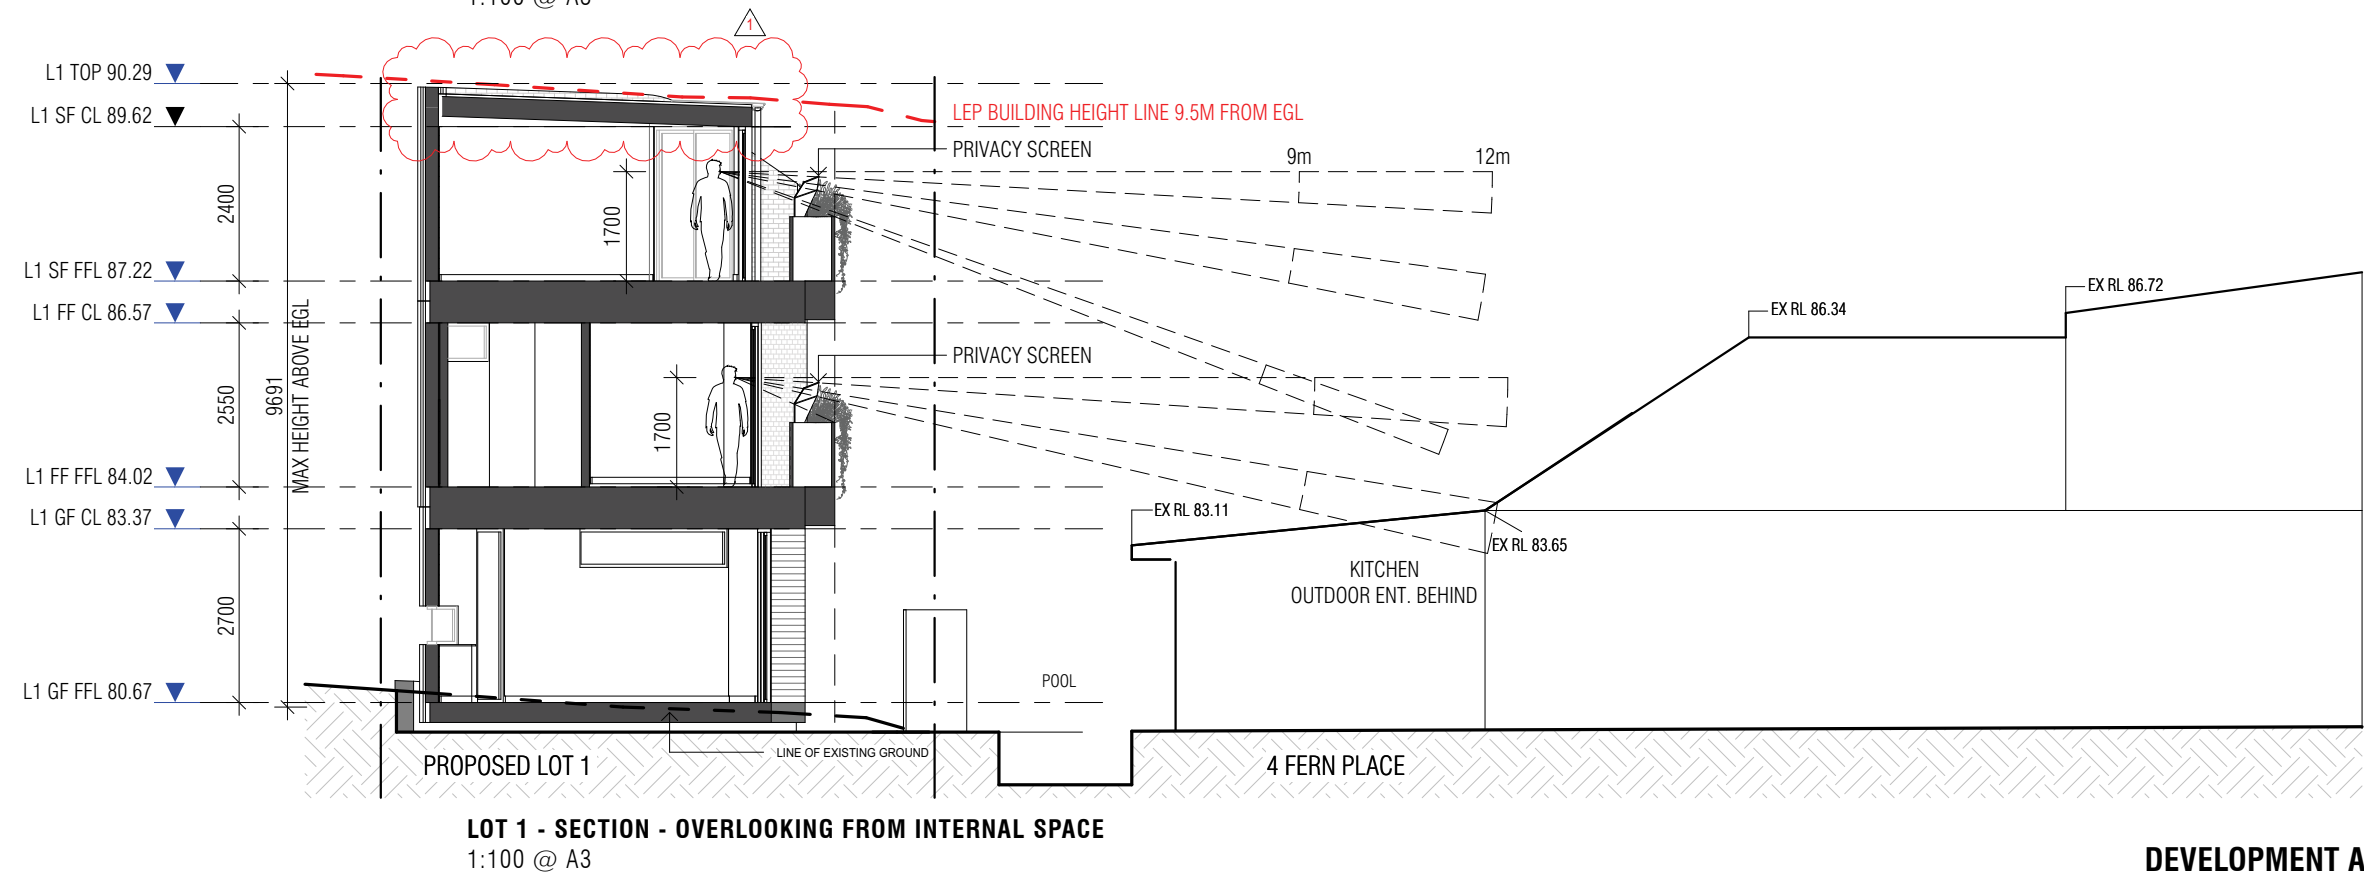 1:100 @ A3
1
L1 TOP 90.29
L1 SF CL 89.62
LEP BUILDING HEIGHT LINE 9.5M FROM EGL
PRIVACY SCREEN
9m
12m
2400
1700
L1 SF FFL 87.22
L1 FF CL 86.57
EX RL 86.72
EX RL 86.34
PRIVACY SCREEN
2550
9691
MAX HEIGHT ABOVE EGL
1700
L1 FF FFL 84.02
L1 GF CL 83.37
EX RL 83.11
EX RL 83.65
KITCHEN
OUTDOOR ENT. BEHIND
2700
L1 GF FFL 80.67
POOL
LINE OF EXISTING GROUND
PROPOSED LOT 1
4 FERN PLACE
LOT 1 - SECTION - OVERLOOKING FROM INTERNAL SPACE
1:100 @ A3
DEVELOPMENT A